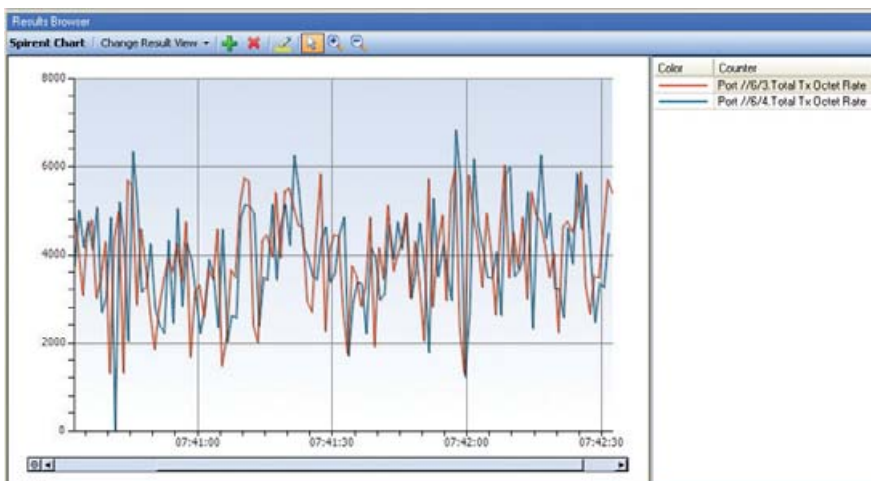 Results Browser
Spirent Chart Change Result View
Color Counter
Port //6/3.Total Tx Octet Rate
Port //6/4.Total Tx Octet Rate
8000
6000
4000
2000
0
07:41:00 07:41:30 07:42:00 07:42:30